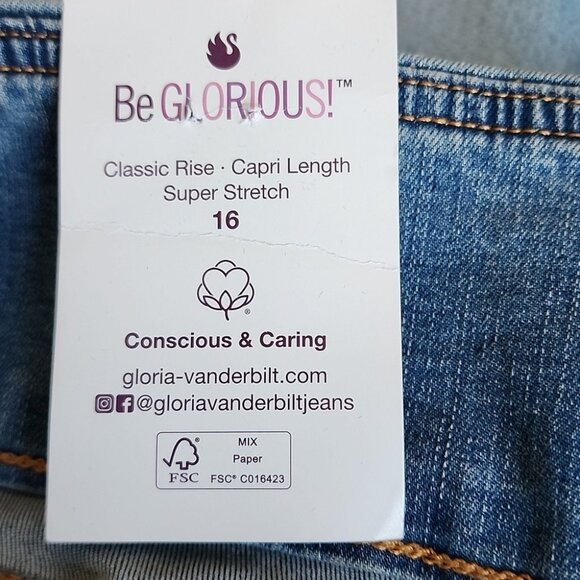 Be GLORIOUS!™
Classic Rise · Capri Length
Super Stretch
16
®
Conscious & Caring
gloria-vanderbilt.com
@gloriavanderbiltjeans
MIX
Paper
FSC FSC® C016423